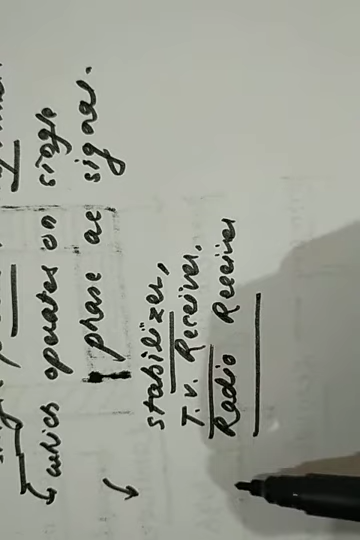 ↳ which operates on single
phase ac signal.
↳ stabilizer,
T.V. Receiver.
Radio Receiver